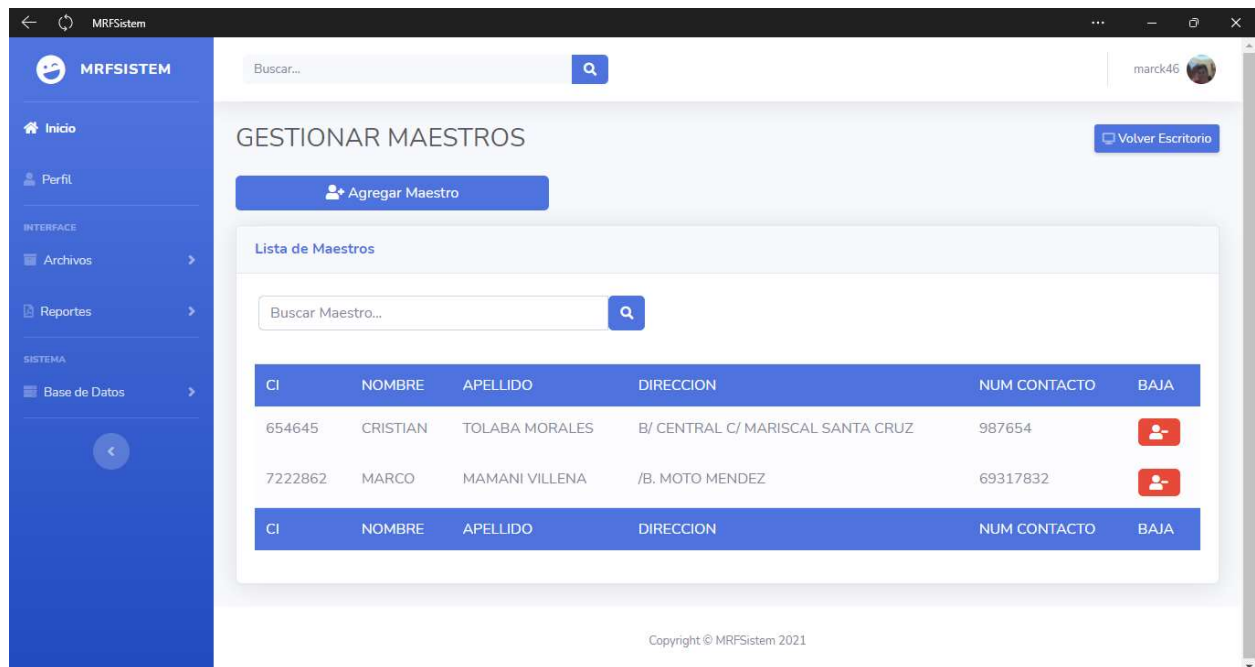 MRFSistem
MRFSISTEM
Buscar...
marck46
Inicio
Perfil
INTERFACE
Archivos
Reportes
SISTEMA
Base de Datos
GESTIONAR MAESTROS
Volver Escritorio
Agregar Maestro
Lista de Maestros
Buscar Maestro...
CI NOMBRE APELLIDO DIRECCION NUM CONTACTO BAJA
654645 CRISTIAN TOLABA MORALES B/ CENTRAL C/ MARISCAL SANTA CRUZ 987654
7222862 MARCO MAMANI VILLENA /B. MOTO MENDEZ 69317832
CI NOMBRE APELLIDO DIRECCION NUM CONTACTO BAJA
Copyright © MRFSistem 2021